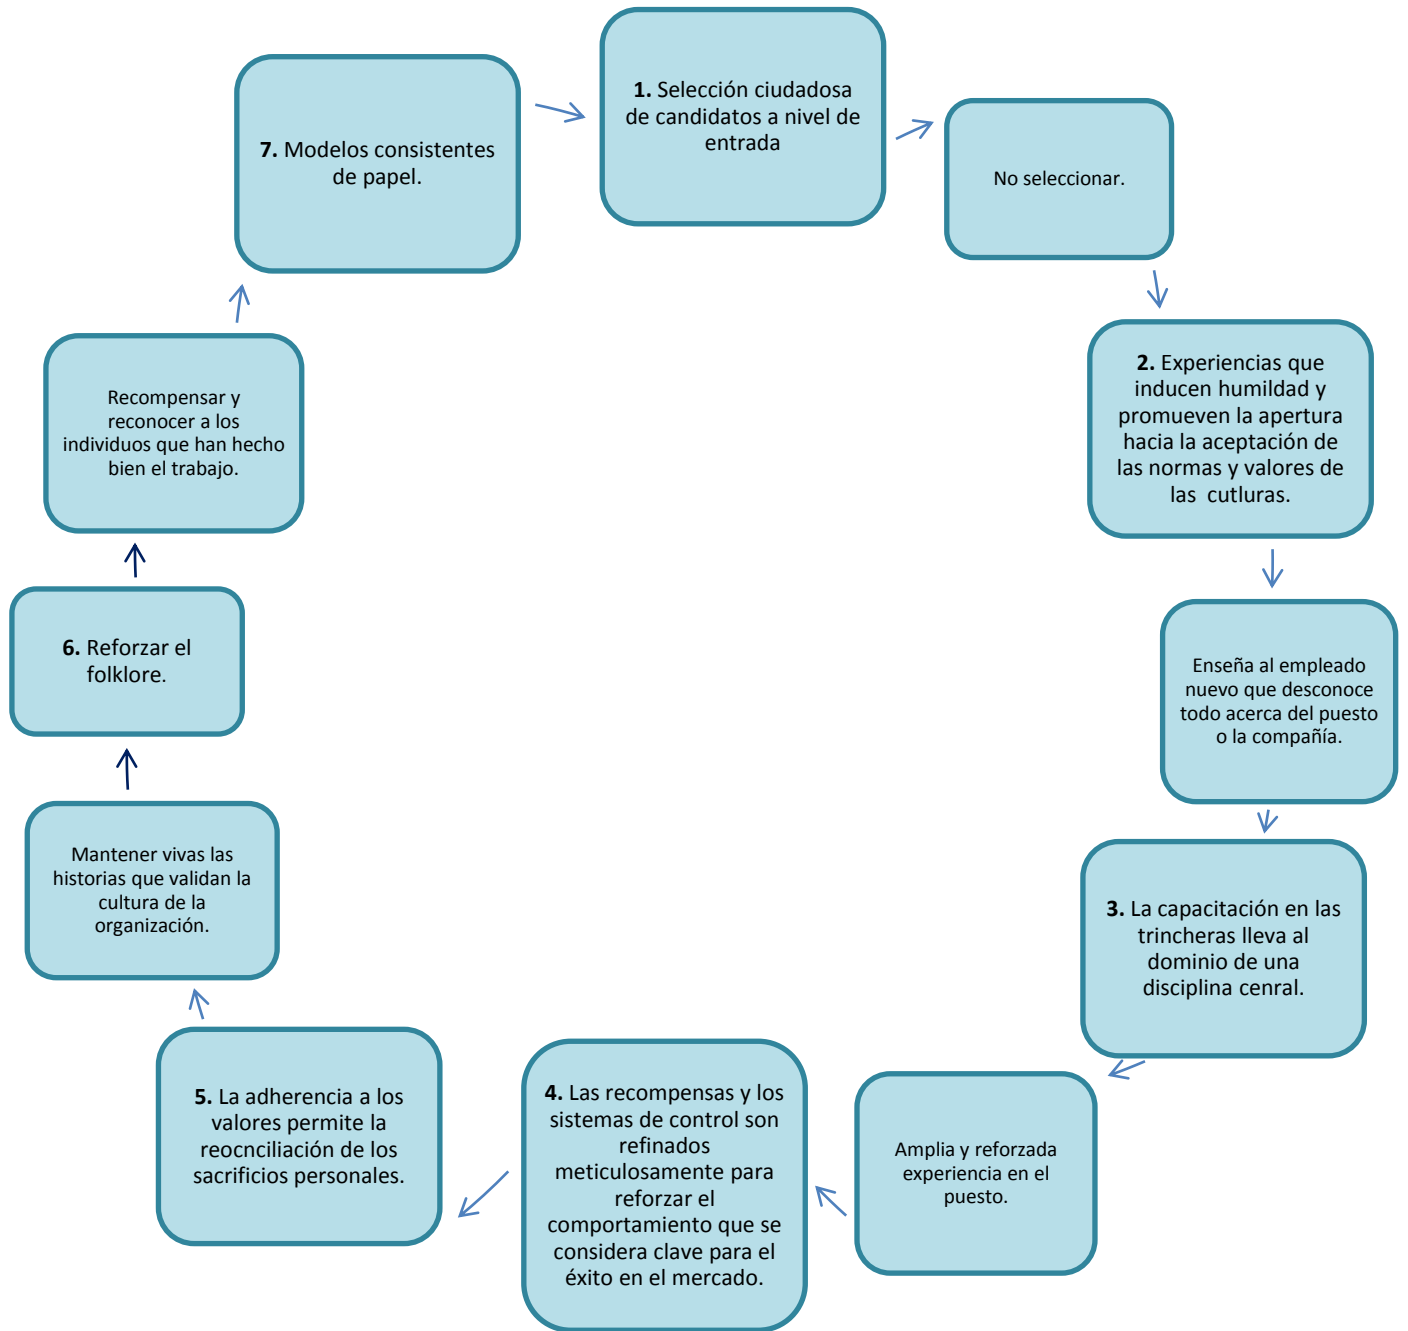 1. Selección ciudadosa
de candidatos a nivel de
entrada
No seleccionar.
2. Experiencias que
inducen humildad y
promueven la apertura
hacia la aceptación de
las normas y valores de
las cutluras.
Enseña al empleado
nuevo que desconoce
todo acerca del puesto
o la compañía.
3. La capacitación en las
trincheras lleva al
dominio de una
disciplina cenral.
Amplia y reforzada
experiencia en el
puesto.
4. Las recompensas y los
sistemas de control son
refinados
meticulosamente para
reforzar el
comportamiento que se
considera clave para el
éxito en el mercado.
5. La adherencia a los
valores permite la
reocnciliación de los
sacrificios personales.
Mantener vivas las
historias que validan la
cultura de la
organización.
6. Reforzar el
folklore.
Recompensar y
reconocer a los
individuos que han hecho
bien el trabajo.
7. Modelos consistentes
de papel.